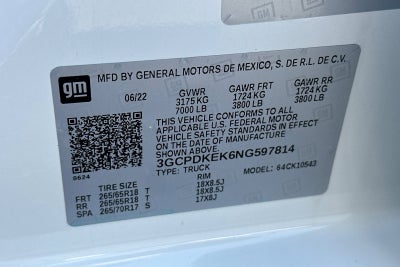 gm
MFD BY GENERAL MOTORS DE MEXICO, S. DE R.L. DE C.V.
06/22 GVWR GAWR FRT GAWR RR
3175 KG 1724 KG 1724 KG
7000 LB 3800 LB 3800 LB
THIS VEHICLE CONFORMS TO ALL
APPLICABLE U.S. FEDERAL MOTOR
VEHICLE SAFETY STANDARDS IN EFFECT
ON THE DATE OF MANUFACTURE
SHOWN ABOVE.
3GCPDKEK6NG597814
TYPE: TRUCK MODEL: 64CK10543
S624
TIRE SIZE RIM
FRT 265/65R18 T 18X8.5J
RR 265/65R18 T 18X8.5J
SPA 265/70R17 S 17X8J